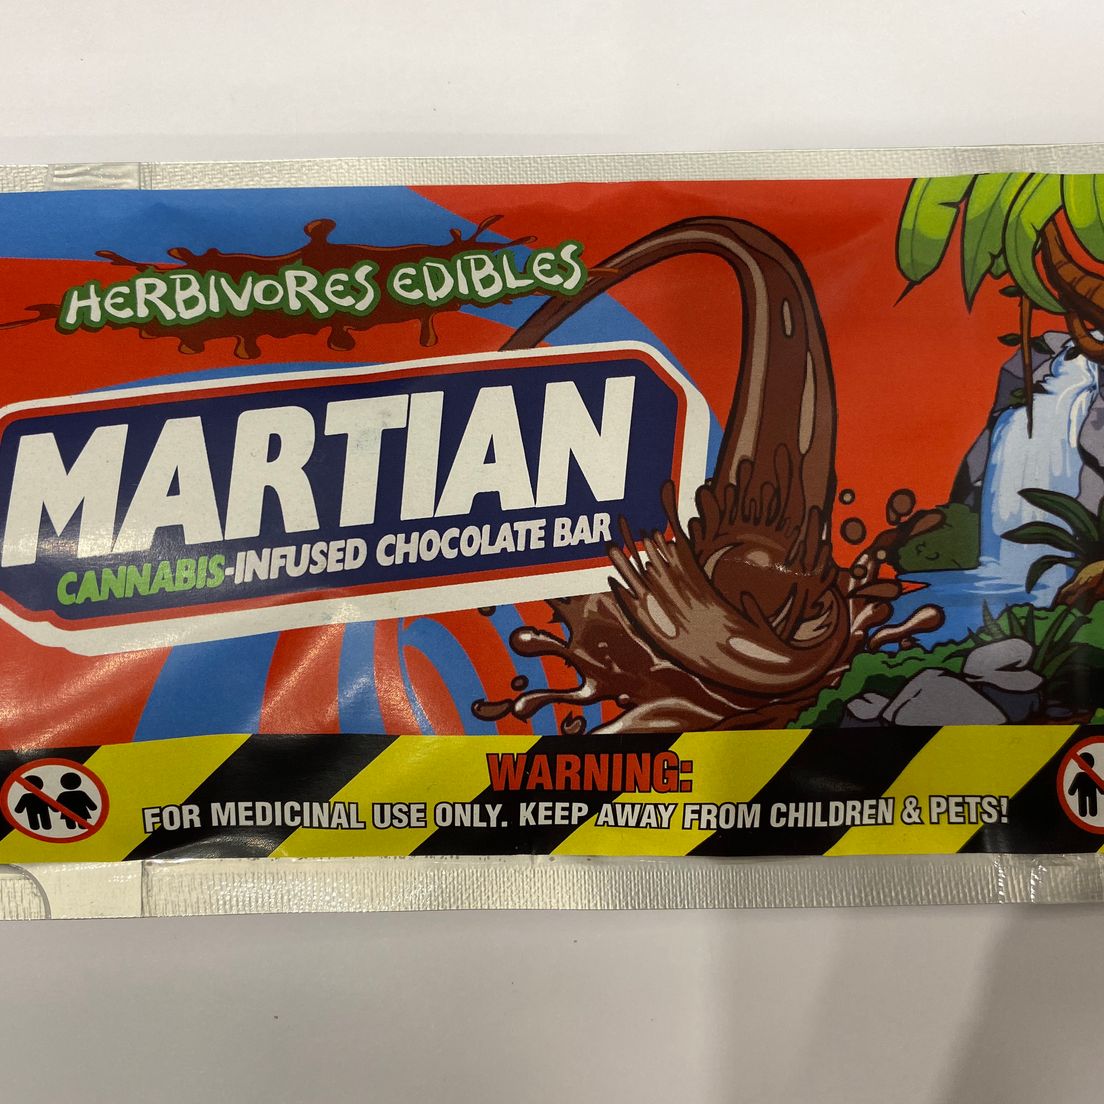 HERBIVORES EDIBLES
MARTIAN
CANNABIS-INFUSED CHOCOLATE BAR
WARNING:
FOR MEDICINAL USE ONLY. KEEP AWAY FROM CHILDREN & PETS!